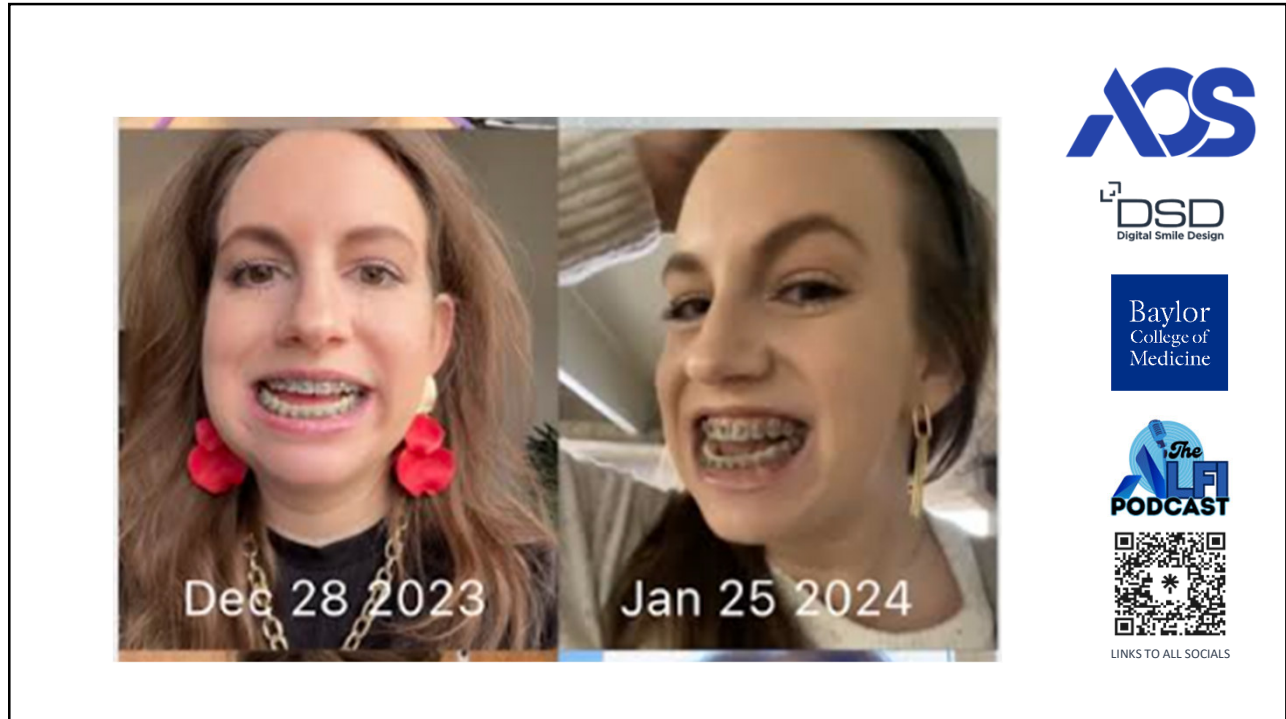 Dec 28 2023
Jan 25 2024
AOS
DSD
Digital Smile Design
Baylor
College of
Medicine
The
ALFI
PODCAST
LINKS TO ALL SOCIALS